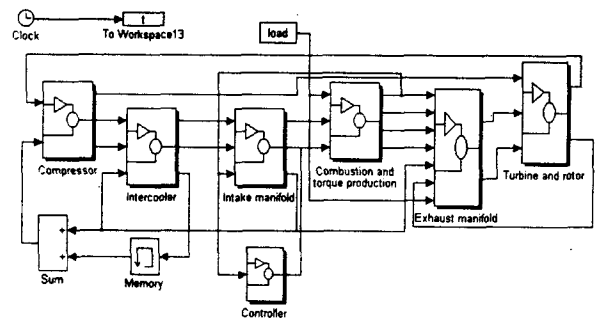 t
Clock
To Workspace13
load
Compressor
Intercooler
Intake manifold
Combustion and
torque production
Exhaust manifold
Turbine and rotor
+
+
Sum
Memory
Controller